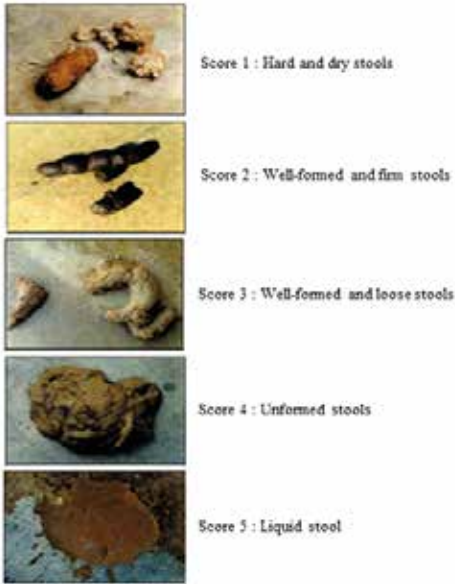 Score 1 : Hard and dry stools
Score 2 : Well-formed and firm stools
Score 3 : Well-formed and loose stools
Score 4 : Unformed stools
Score 5 : Liquid stool